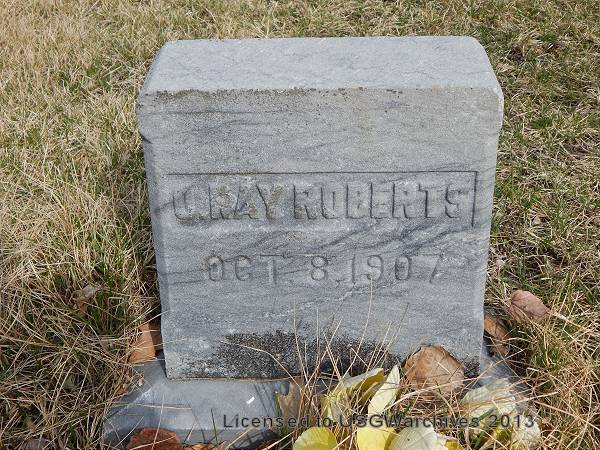 J. RAY ROBERTS
OCT. 8, 1907
Licensed to USGWarchives 2013